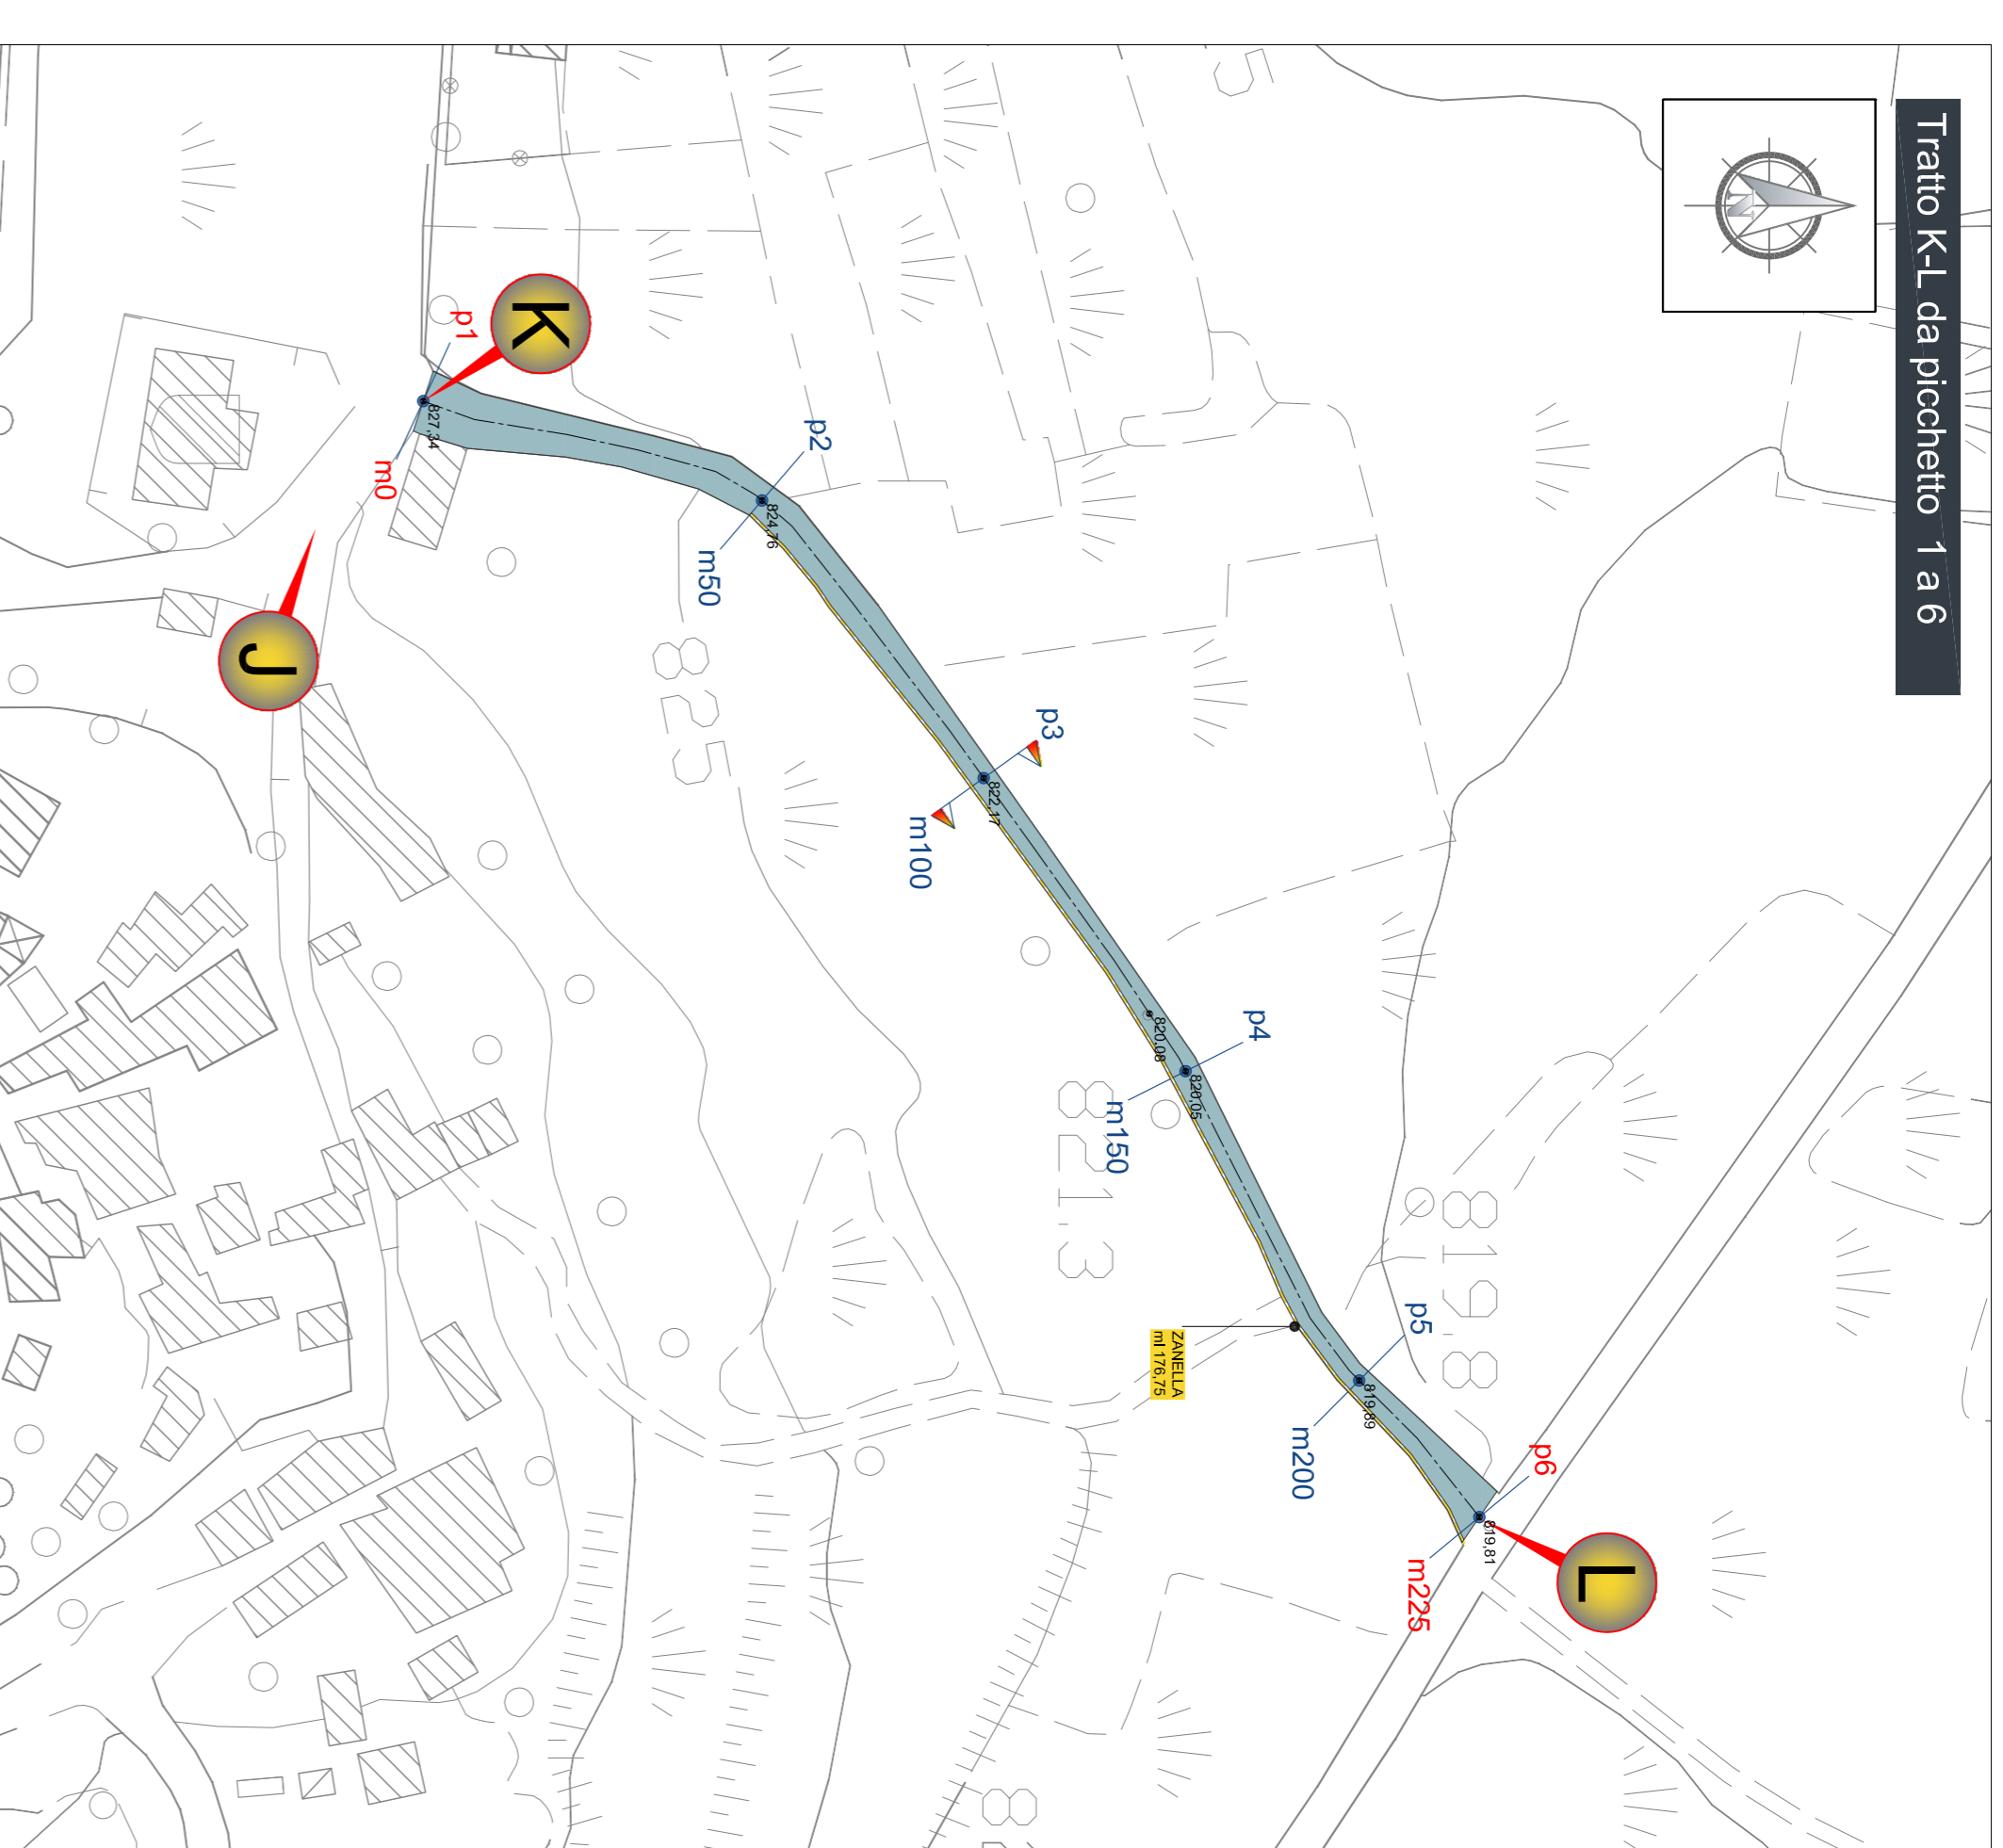 Tratto K-L da picchetto 1 a 6
N
K
p1
827,34
m0
J
p2
824,76
m50
825
p3
822,17
m100
820,08
p4
820,05
m150
821.3
819.8
p5
819,89
m200
ZANELLA
ml 176,75
p6
819,81
m225
L
8